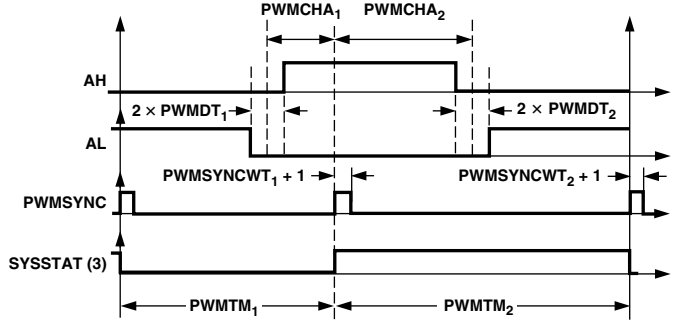 PWMCHA₁ PWMCHA₂
AH
2 × PWMDT₁ 2 × PWMDT₂
AL
PWMSYNCWT₁ + 1 PWMSYNCWT₂ + 1
PWMSYNC
SYSSTAT (3)
PWMTM₁ PWMTM₂